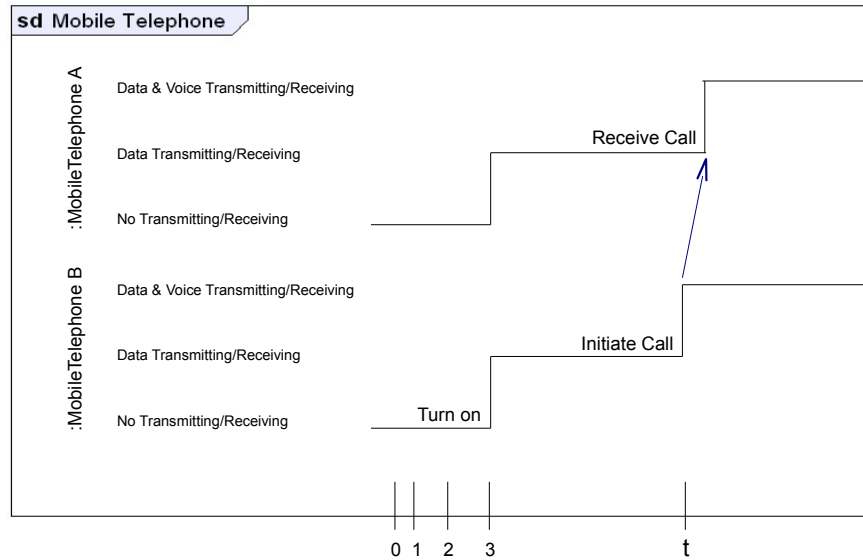 sd Mobile Telephone
:MobileTelephone A
Data & Voice Transmitting/Receiving
Data Transmitting/Receiving
Receive Call
No Transmitting/Receiving
:MobileTelephone B
Data & Voice Transmitting/Receiving
Data Transmitting/Receiving
Initiate Call
No Transmitting/Receiving
Turn on
0 1 2 3 t